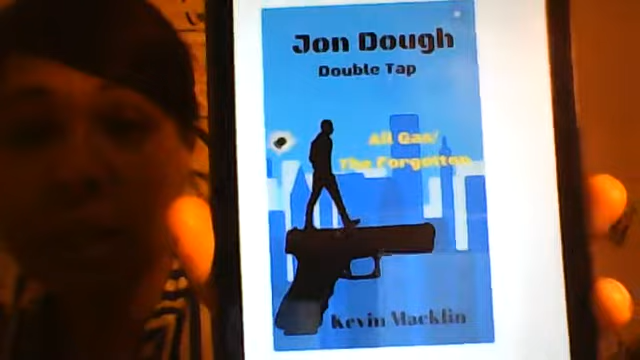 Jon Dough
Double Tap
All Gas/
The Forgotten
Kevin Macklin